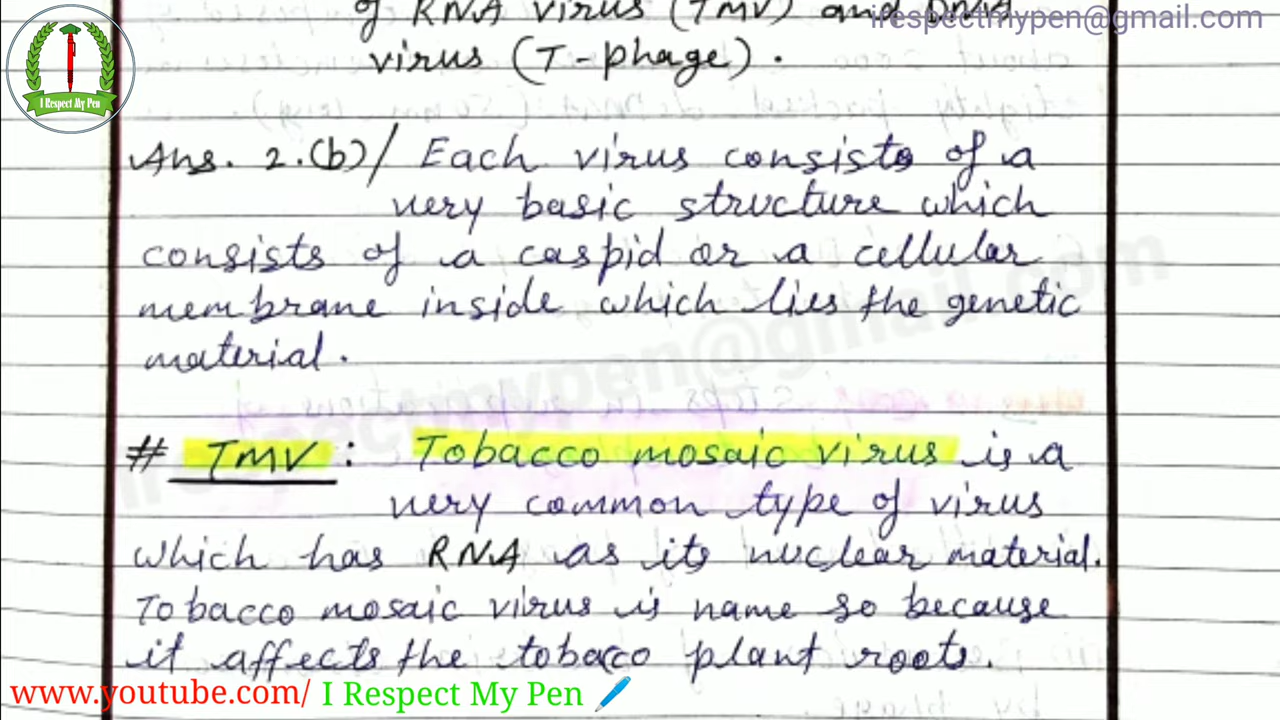 of RNA virus (TMV) and DNA
irespectmypen@gmail.com
virus (T-phage).
I Respect My Pen
Ans. 2.(b)/ Each virus consists of a
very basic structure which
consists of a caspid or a cellular
membrane inside which lies the genetic
material.
irespectmypen@gmail.com
# TMV : Tobacco mosaic virus is a
very common type of virus
which has RNA as its nuclear material.
Tobacco mosaic virus is name so because
it affects the tobacco plant roots.
www.youtube.com/ I Respect My Pen